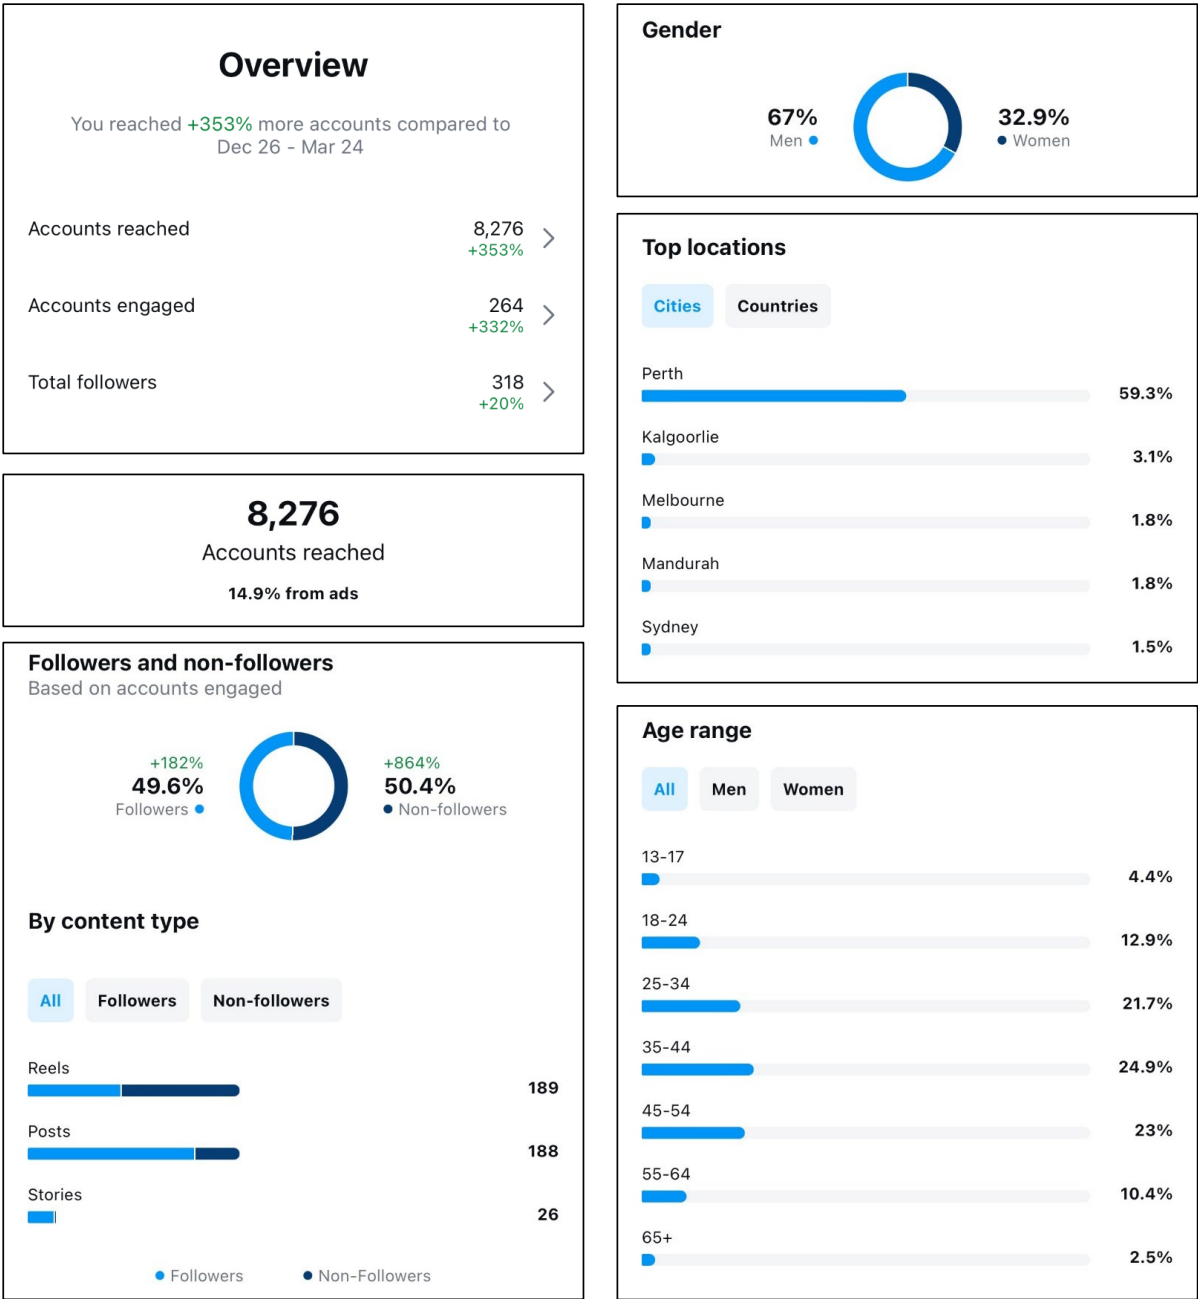 Overview
You reached +353% more accounts compared to
Dec 26 - Mar 24
Accounts reached 8,276
+353%
Accounts engaged 264
+332%
Total followers 318
+20%
8,276
Accounts reached
14.9% from ads
Followers and non-followers
Based on accounts engaged
+182% +864%
49.6% 50.4%
Followers Non-followers
By content type
All Followers Non-followers
Reels
189
Posts
188
Stories
26
Followers Non-Followers
Gender
67% 32.9%
Men Women
Top locations
Cities Countries
Perth
59.3%
Kalgoorlie
3.1%
Melbourne
1.8%
Mandurah
1.8%
Sydney
1.5%
Age range
All Men Women
13-17
4.4%
18-24
12.9%
25-34
21.7%
35-44
24.9%
45-54
23%
55-64
10.4%
65+
2.5%